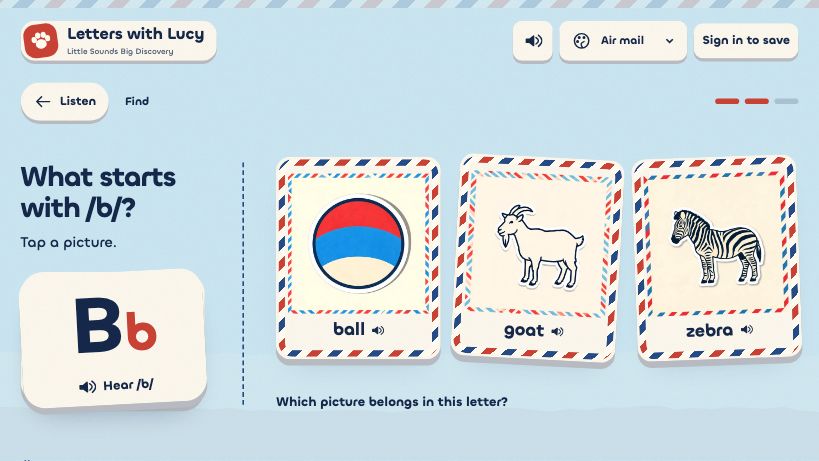 Letters with Lucy
Little Sounds Big Discovery
Air mail
Sign in to save
Listen
Find
What starts
with /b/?
Tap a picture.
Bb
Hear /b/
ball
goat
zebra
Which picture belongs in this letter?